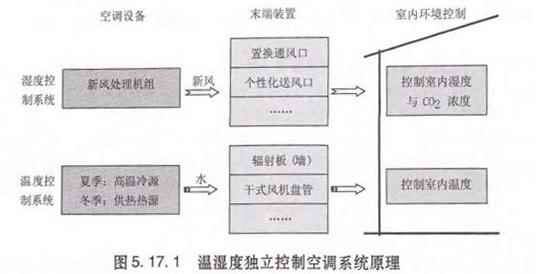 空调设备
末端装置
室内环境控制
湿度控
制系统
新风处理机组
新风
置换通风口
个性化送风口
……
控制室内湿度
与 CO₂ 浓度
温度控
制系统
夏季：高温冷源
冬季：供热热源
水
辐射板（墙）
干式风机盘管
……
控制室内温度
图 5.17.1 温湿度独立控制空调系统原理